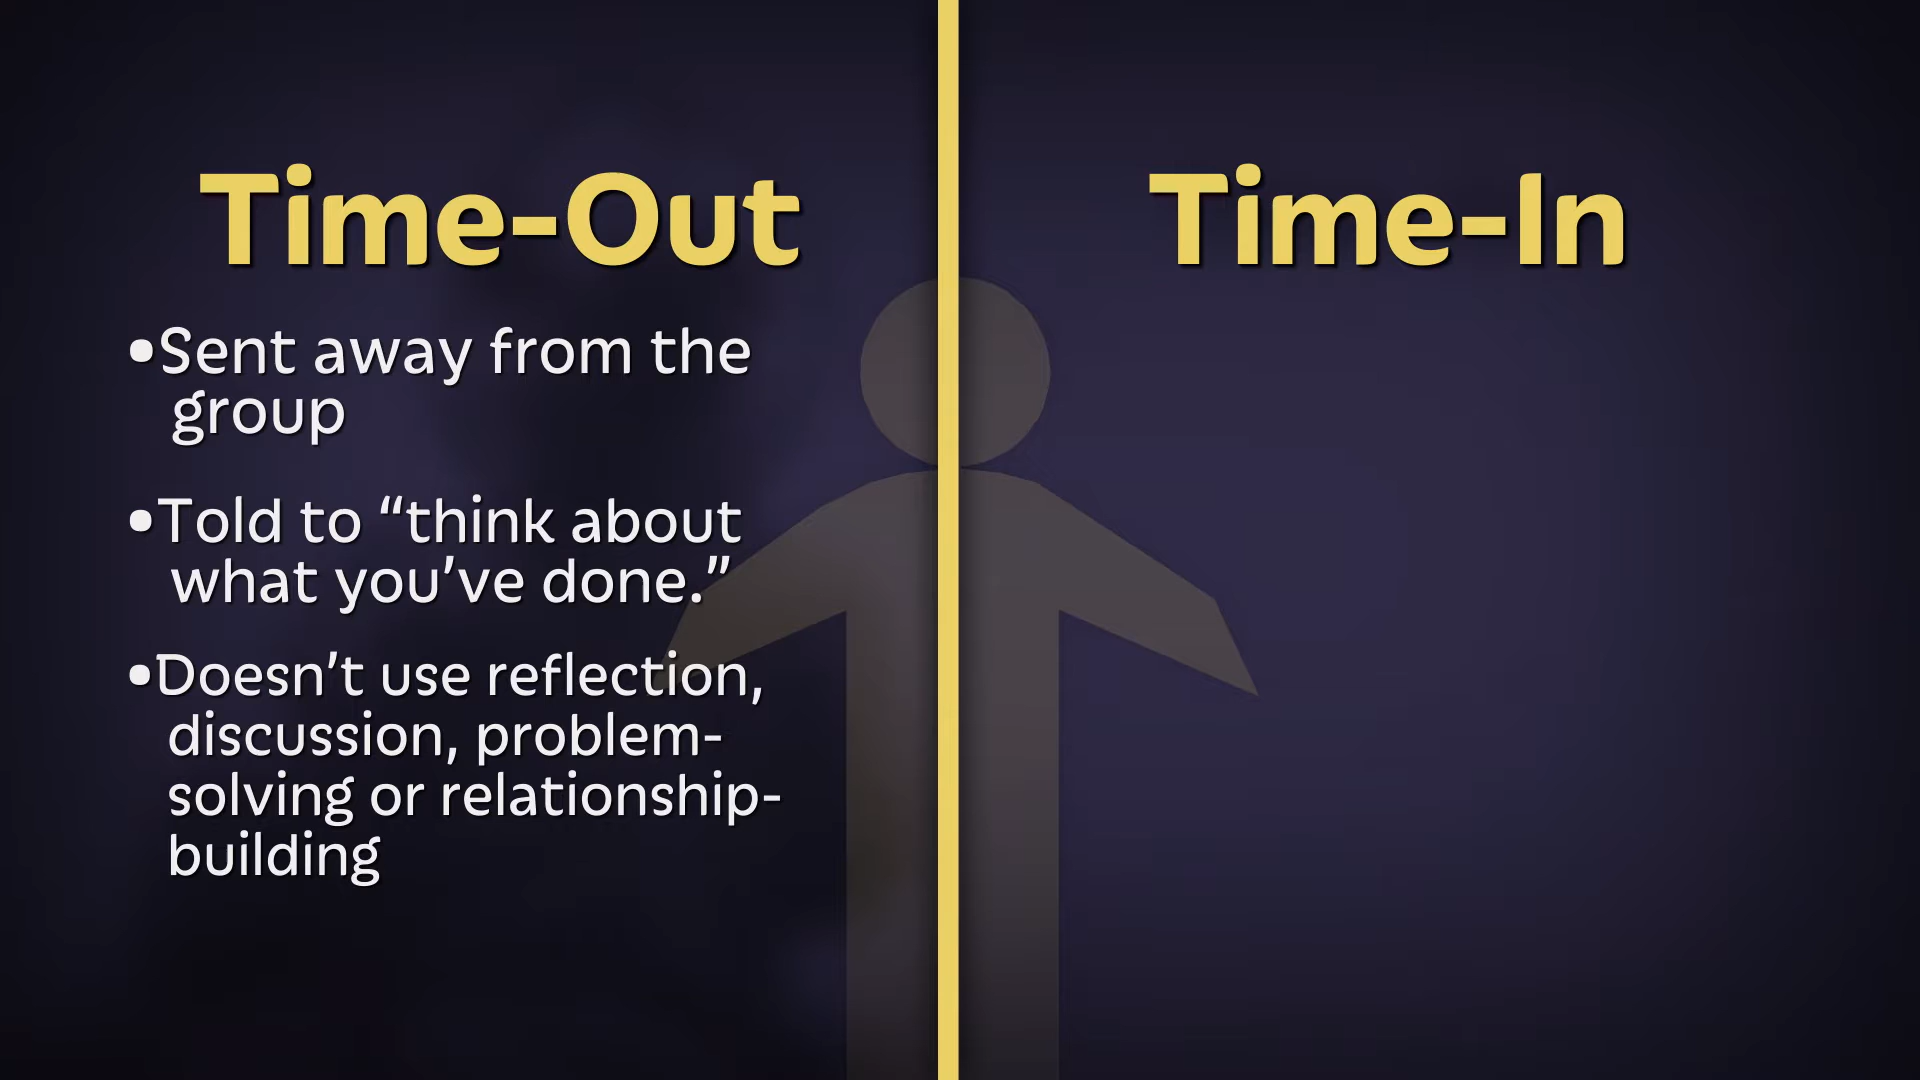 Time-Out
•Sent away from the
group
•Told to “think about
what you’ve done.”
•Doesn’t use reflection,
discussion, problem-
solving or relationship-
building
Time-In